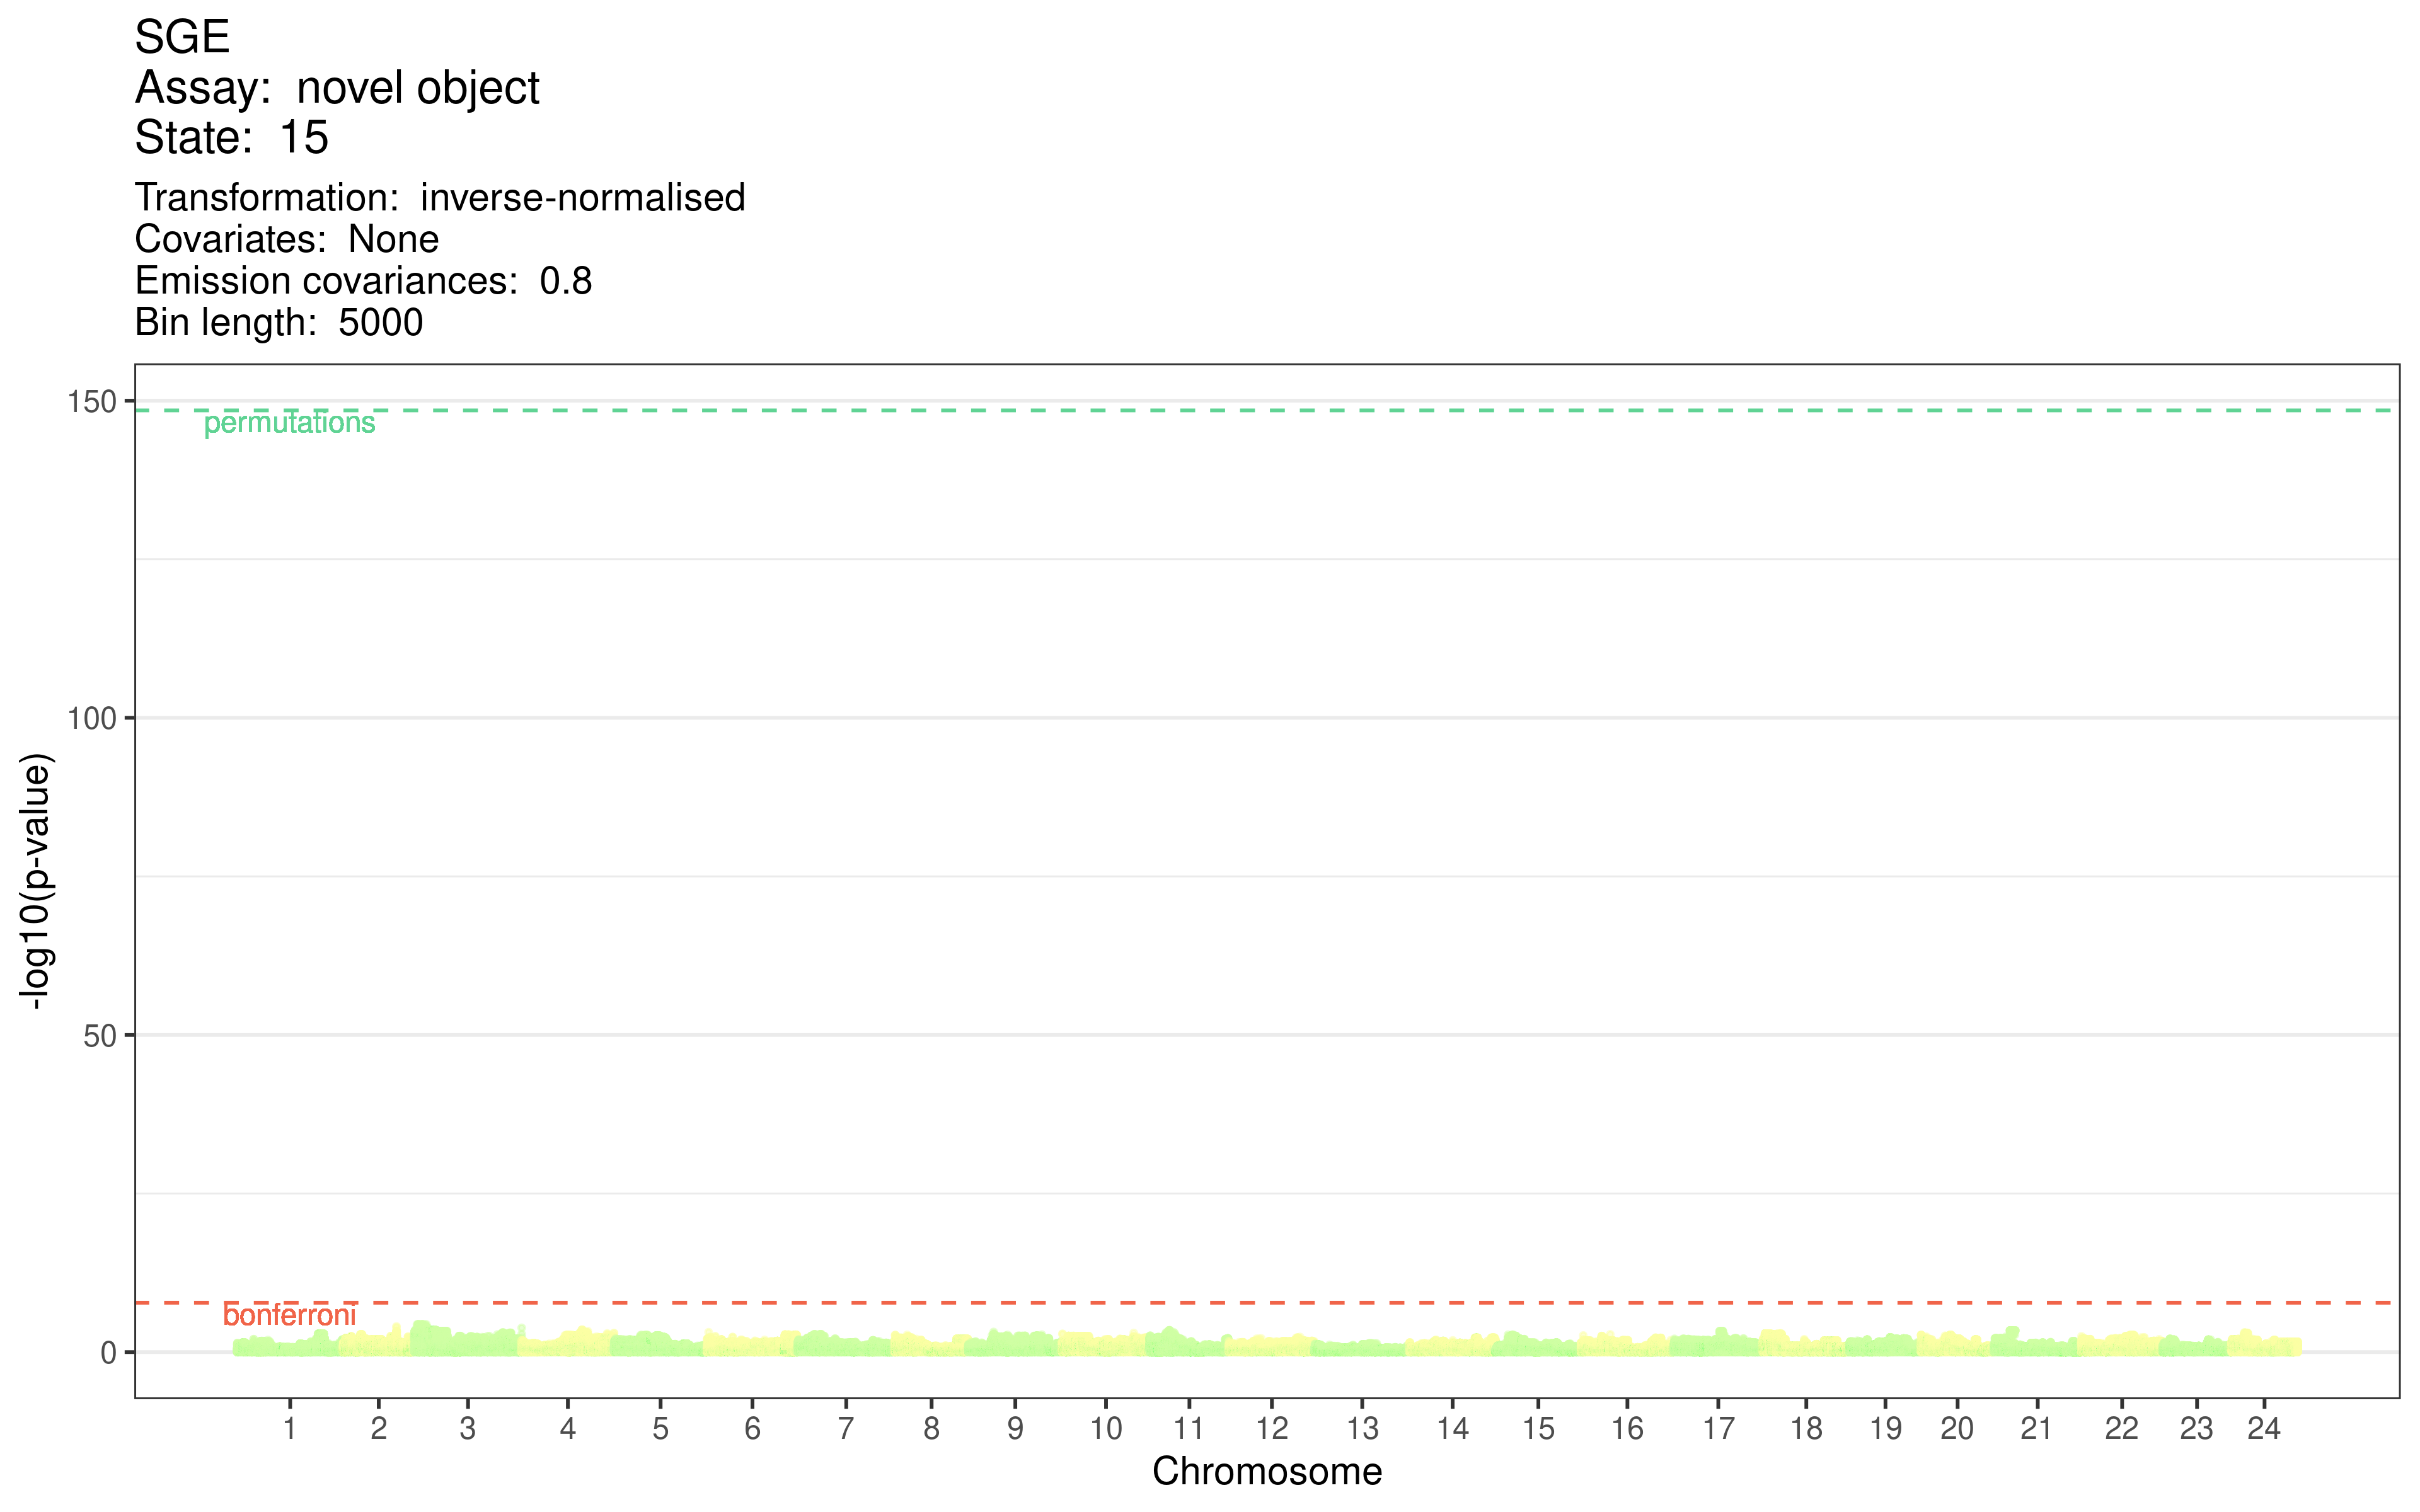 SGE
Assay:  novel object
State:  15
Transformation:  inverse-normalised
Covariates:  None
Emission covariances:  0.8
Bin length:  5000
150
permutations
100
50
bonferroni
0
-log10(p-value)
1 2 3 4 5 6 7 8 9 10 11 12 13 14 15 16 17 18 19 20 21 22 23 24
Chromosome